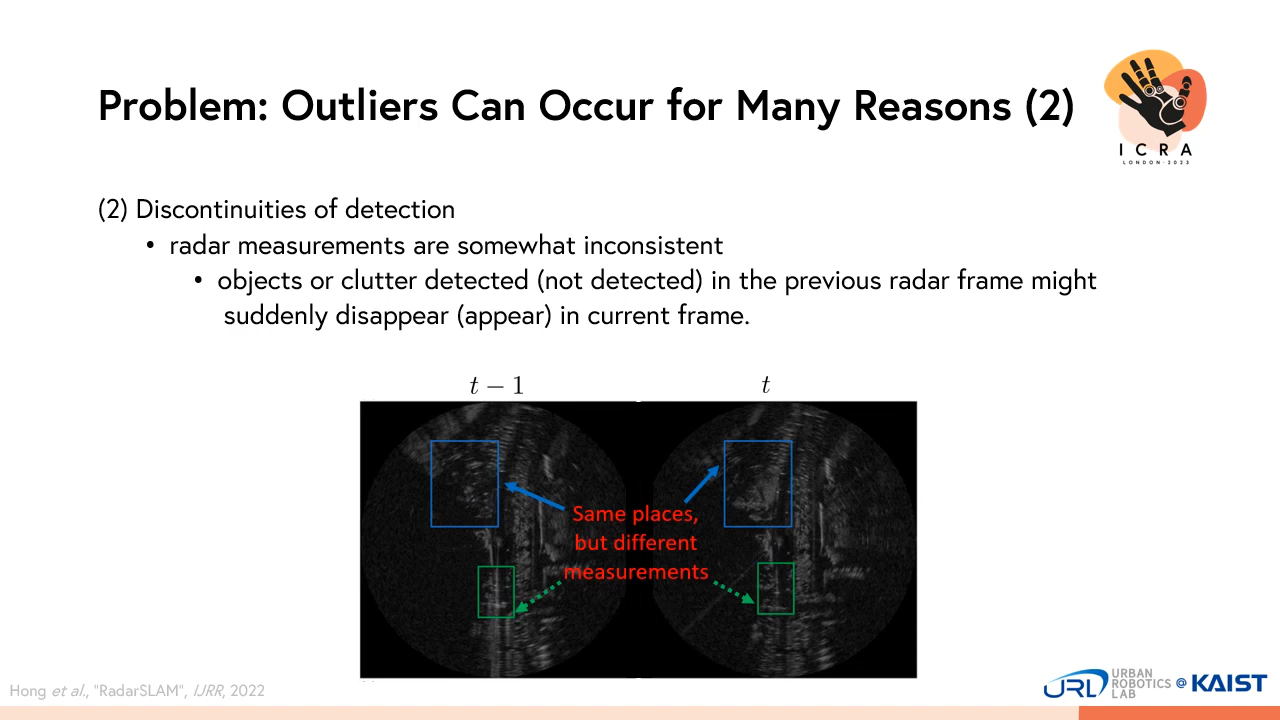 Problem: Outliers Can Occur for Many Reasons (2)
I C R A
LONDON·2023
(2) Discontinuities of detection
• radar measurements are somewhat inconsistent
• objects or clutter detected (not detected) in the previous radar frame might
suddenly disappear (appear) in current frame.
t − 1
t
Same places,
but different
measurements
Hong et al., "RadarSLAM", IJRR, 2022
URL
URBAN
ROBOTICS
LAB
@ KAIST